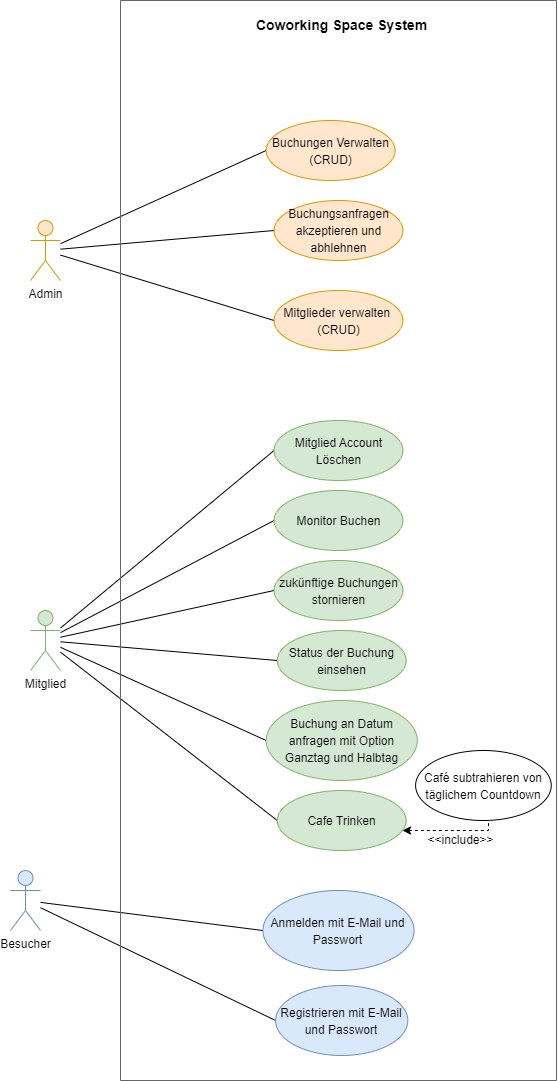 Coworking Space System
Buchungen Verwalten
(CRUD)
Buchungsanfragen
akzeptieren und
abhlehnen
Admin
Mitglieder verwalten
(CRUD)
Mitglied Account
Löschen
Monitor Buchen
zukünftige Buchungen
stornieren
Status der Buchung
einsehen
Mitglied
Buchung an Datum
anfragen mit Option
Ganztag und Halbtag
Café subtrahieren von
täglichem Countdown
Cafe Trinken
<<include>>
Besucher
Anmelden mit E-Mail und
Passwort
Registrieren mit E-Mail
und Passwort